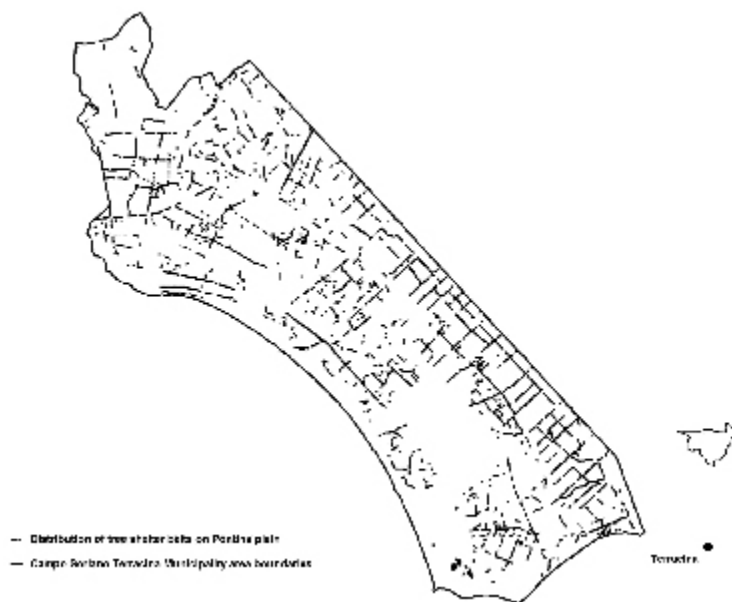 Distribution of tree shelter belts on Pontina plain
Campo Soriano Terracina Municipality area boundaries
Terracina